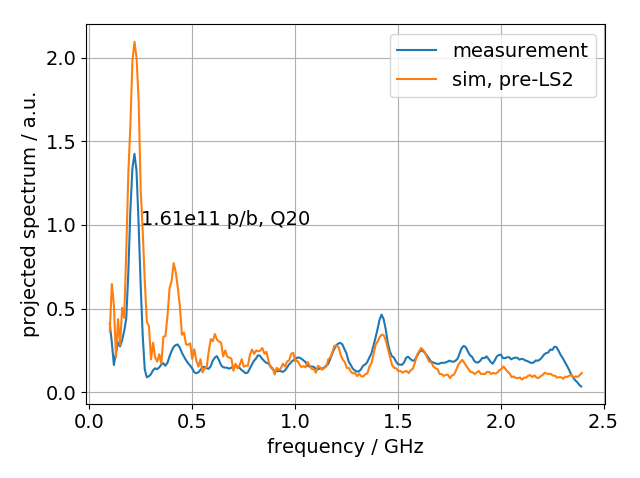 measurement
sim, pre-LS2
1.61e11 p/b, Q20
projected spectrum / a.u.
2.0
1.5
1.0
0.5
0.0
0.0 0.5 1.0 1.5 2.0 2.5
frequency / GHz